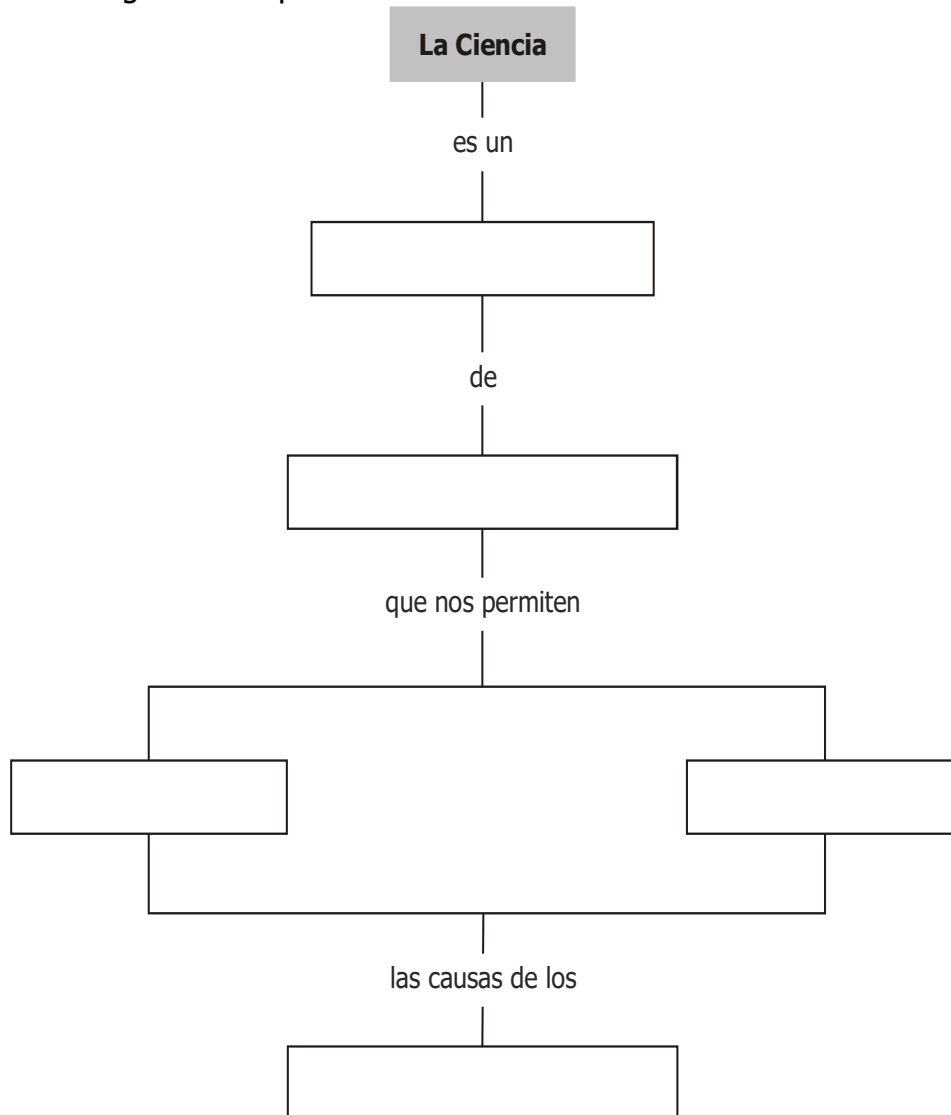 La Ciencia
es un
de
que nos permiten
las causas de los